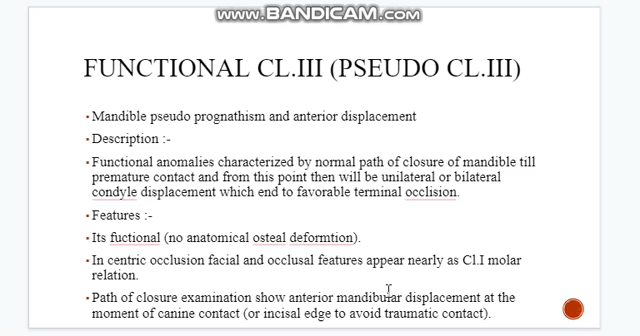 www.BANDICAM.com
FUNCTIONAL CL.III (PSEUDO CL.III)
▪ Mandible pseudo prognathism and anterior displacement
▪ Description :-
▪ Functional anomalies characterized by normal path of closure of mandible till
premature contact and from this point then will be unilateral or bilateral
condyle displacement which end to favorable terminal occlision.
▪ Features :-
▪ Its fuctional (no anatomical osteal deformtion).
▪ In centric occlusion facial and occlusal features appear nearly as Cl.I molar
relation.
▪ Path of closure examination show anterior mandibular displacement at the
moment of canine contact (or incisal edge to avoid traumatic contact).